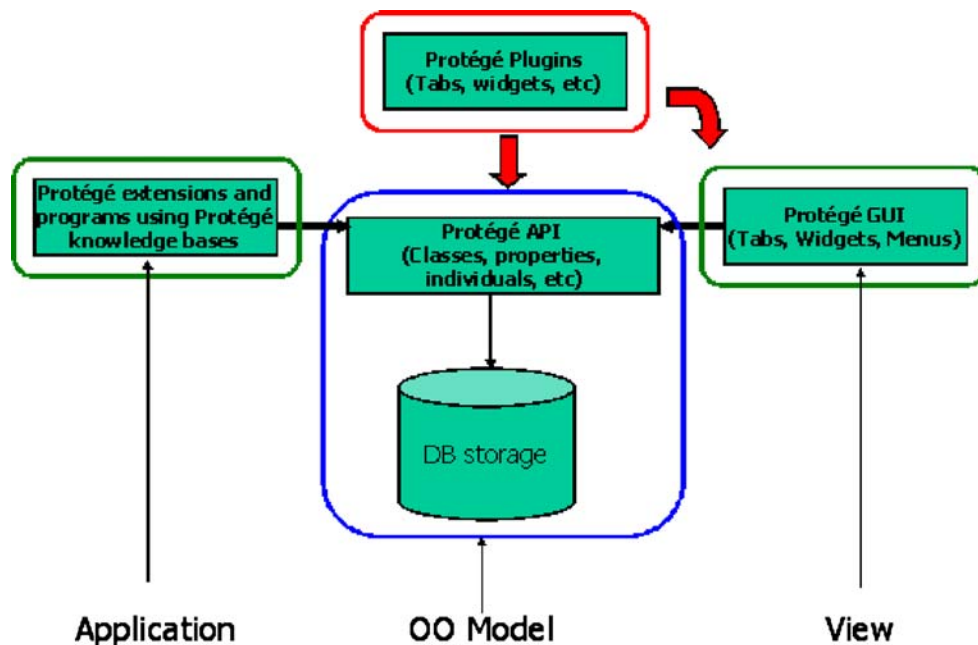 Protégé Plugins
(Tabs, widgets, etc)
Protégé extensions and
programs using Protégé
knowledge bases
Protégé API
(Classes, properties,
individuals, etc)
Protégé GUI
(Tabs, Widgets, Menus)
DB storage
Application
OO Model
View